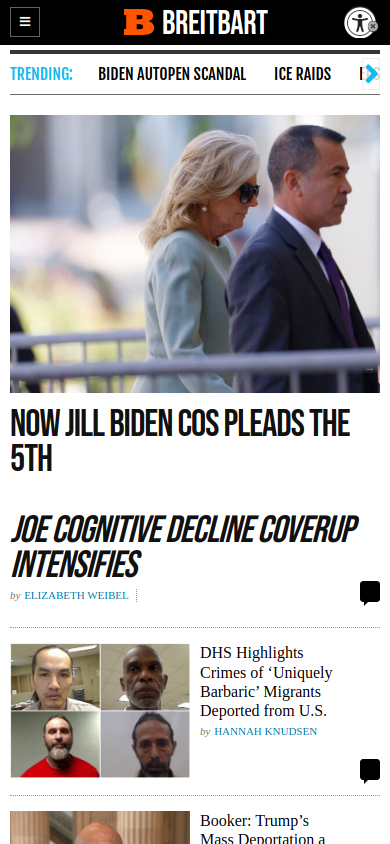 BREITBART
TRENDING:
BIDEN AUTOPEN SCANDAL
ICE RAIDS
NOW JILL BIDEN COS PLEADS THE
5TH
JOE COGNITIVE DECLINE COVERUP
INTENSIFIES
by ELIZABETH WEIBEL
DHS Highlights
Crimes of ‘Uniquely
Barbaric’ Migrants
Deported from U.S.
by HANNAH KNUDSEN
Booker: Trump’s
Mass Deportation a